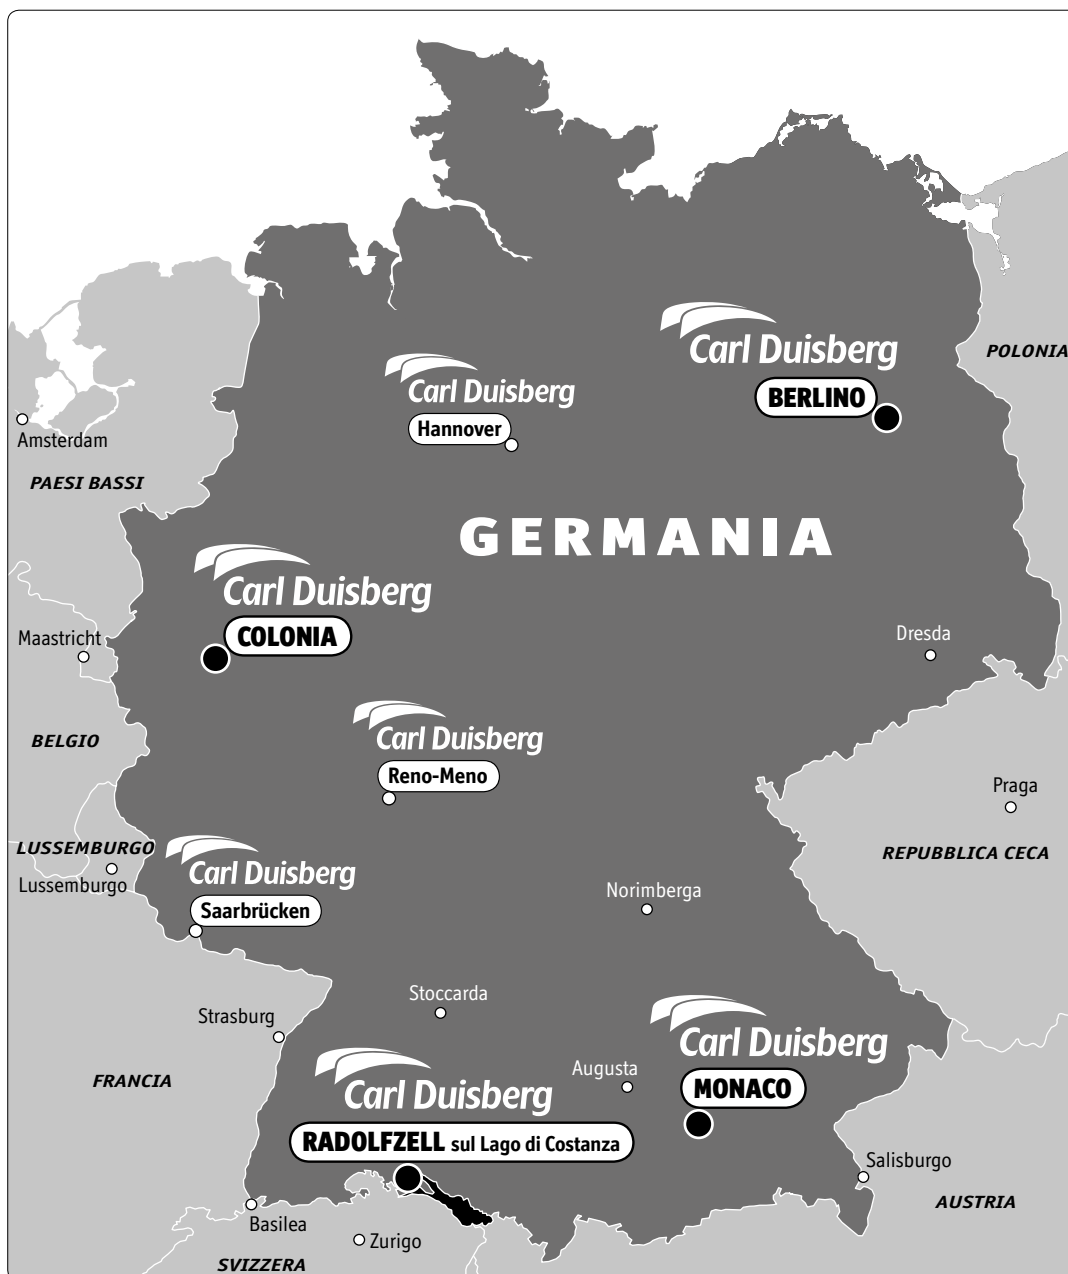 Carl Duisberg
POLONIA
Carl Duisberg
BERLINO
Hannover
Amsterdam
PAESI BASSI
GERMANIA
Carl Duisberg
COLONIA
Maastricht
Dresda
BELGIO
Carl Duisberg
Reno-Meno
Praga
LUSSEMBURGO
Lussemburgo
REPUBBLICA CECA
Carl Duisberg
Saarbrücken
Norimberga
Stoccarda
Strasburg
Carl Duisberg
Augusta
MONACO
FRANCIA
Carl Duisberg
RADOLFZELL sul Lago di Costanza
Salisburgo
AUSTRIA
Basilea
Zurigo
SVIZZERA